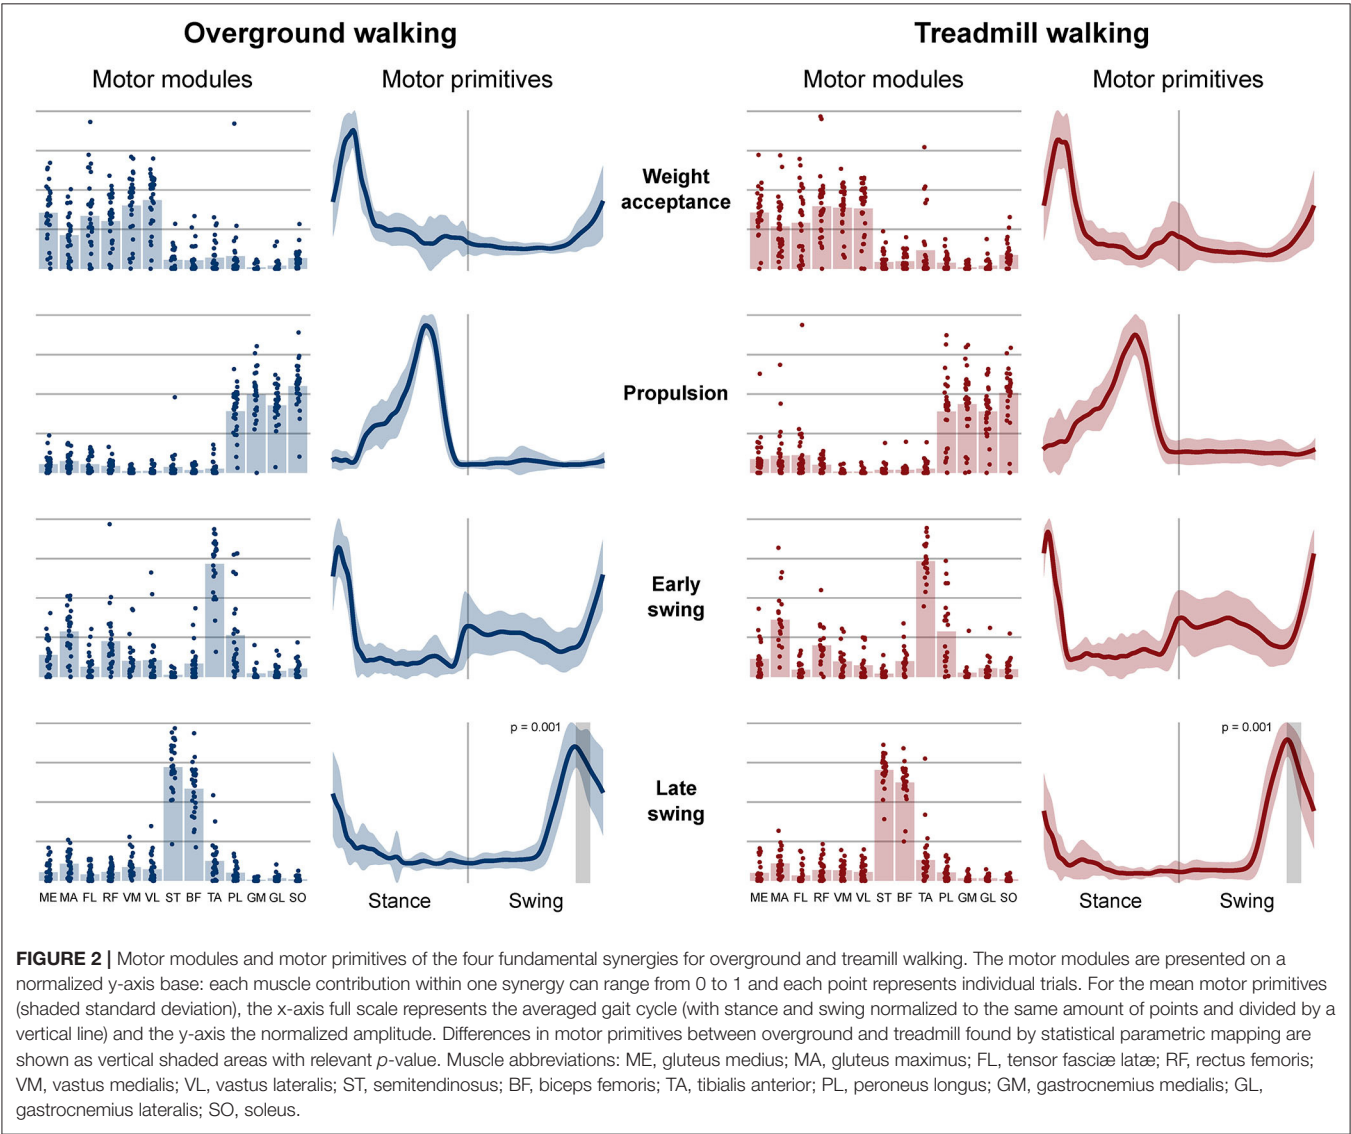 Overground walking
Treadmill walking
Motor modules
Motor primitives
Motor modules
Motor primitives
Weight
acceptance
Propulsion
Early
swing
p = 0.001
Late
swing
p = 0.001
ME MA FL RF VM VL ST BF TA PL GM GL SO
Stance
Swing
ME MA FL RF VM VL ST BF TA PL GM GL SO
Stance
Swing
FIGURE 2 | Motor modules and motor primitives of the four fundamental synergies for overground and treamill walking. The motor modules are presented on a
normalized y-axis base: each muscle contribution within one synergy can range from 0 to 1 and each point represents individual trials. For the mean motor primitives
(shaded standard deviation), the x-axis full scale represents the averaged gait cycle (with stance and swing normalized to the same amount of points and divided by a
vertical line) and the y-axis the normalized amplitude. Differences in motor primitives between overground and treadmill found by statistical parametric mapping are
shown as vertical shaded areas with relevant p-value. Muscle abbreviations: ME, gluteus medius; MA, gluteus maximus; FL, tensor fasciæ latæ; RF, rectus femoris;
VM, vastus medialis; VL, vastus lateralis; ST, semitendinosus; BF, biceps femoris; TA, tibialis anterior; PL, peroneus longus; GM, gastrocnemius medialis; GL,
gastrocnemius lateralis; SO, soleus.